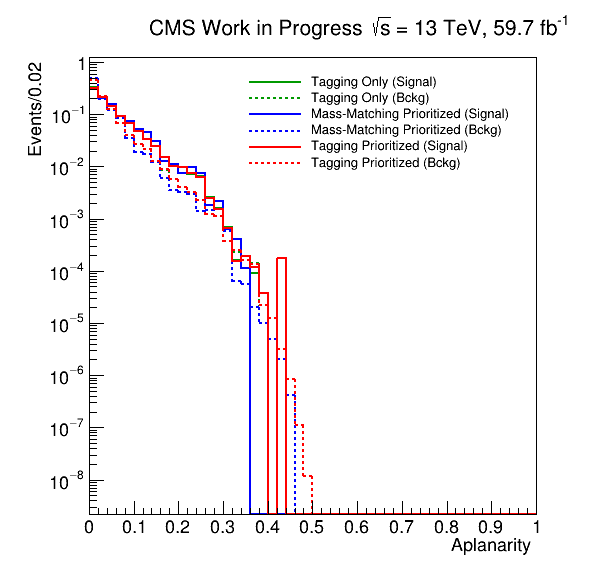 CMS Work in Progress √s = 13 TeV, 59.7 fb⁻¹
Events/0.02
Tagging Only (Signal)
Tagging Only (Bckg)
Mass-Matching Prioritized (Signal)
Mass-Matching Prioritized (Bckg)
Tagging Prioritized (Signal)
Tagging Prioritized (Bckg)
1
10⁻¹
10⁻²
10⁻³
10⁻⁴
10⁻⁵
10⁻⁶
10⁻⁷
10⁻⁸
0 0.1 0.2 0.3 0.4 0.5 0.6 0.7 0.8 0.9 1
Aplanarity